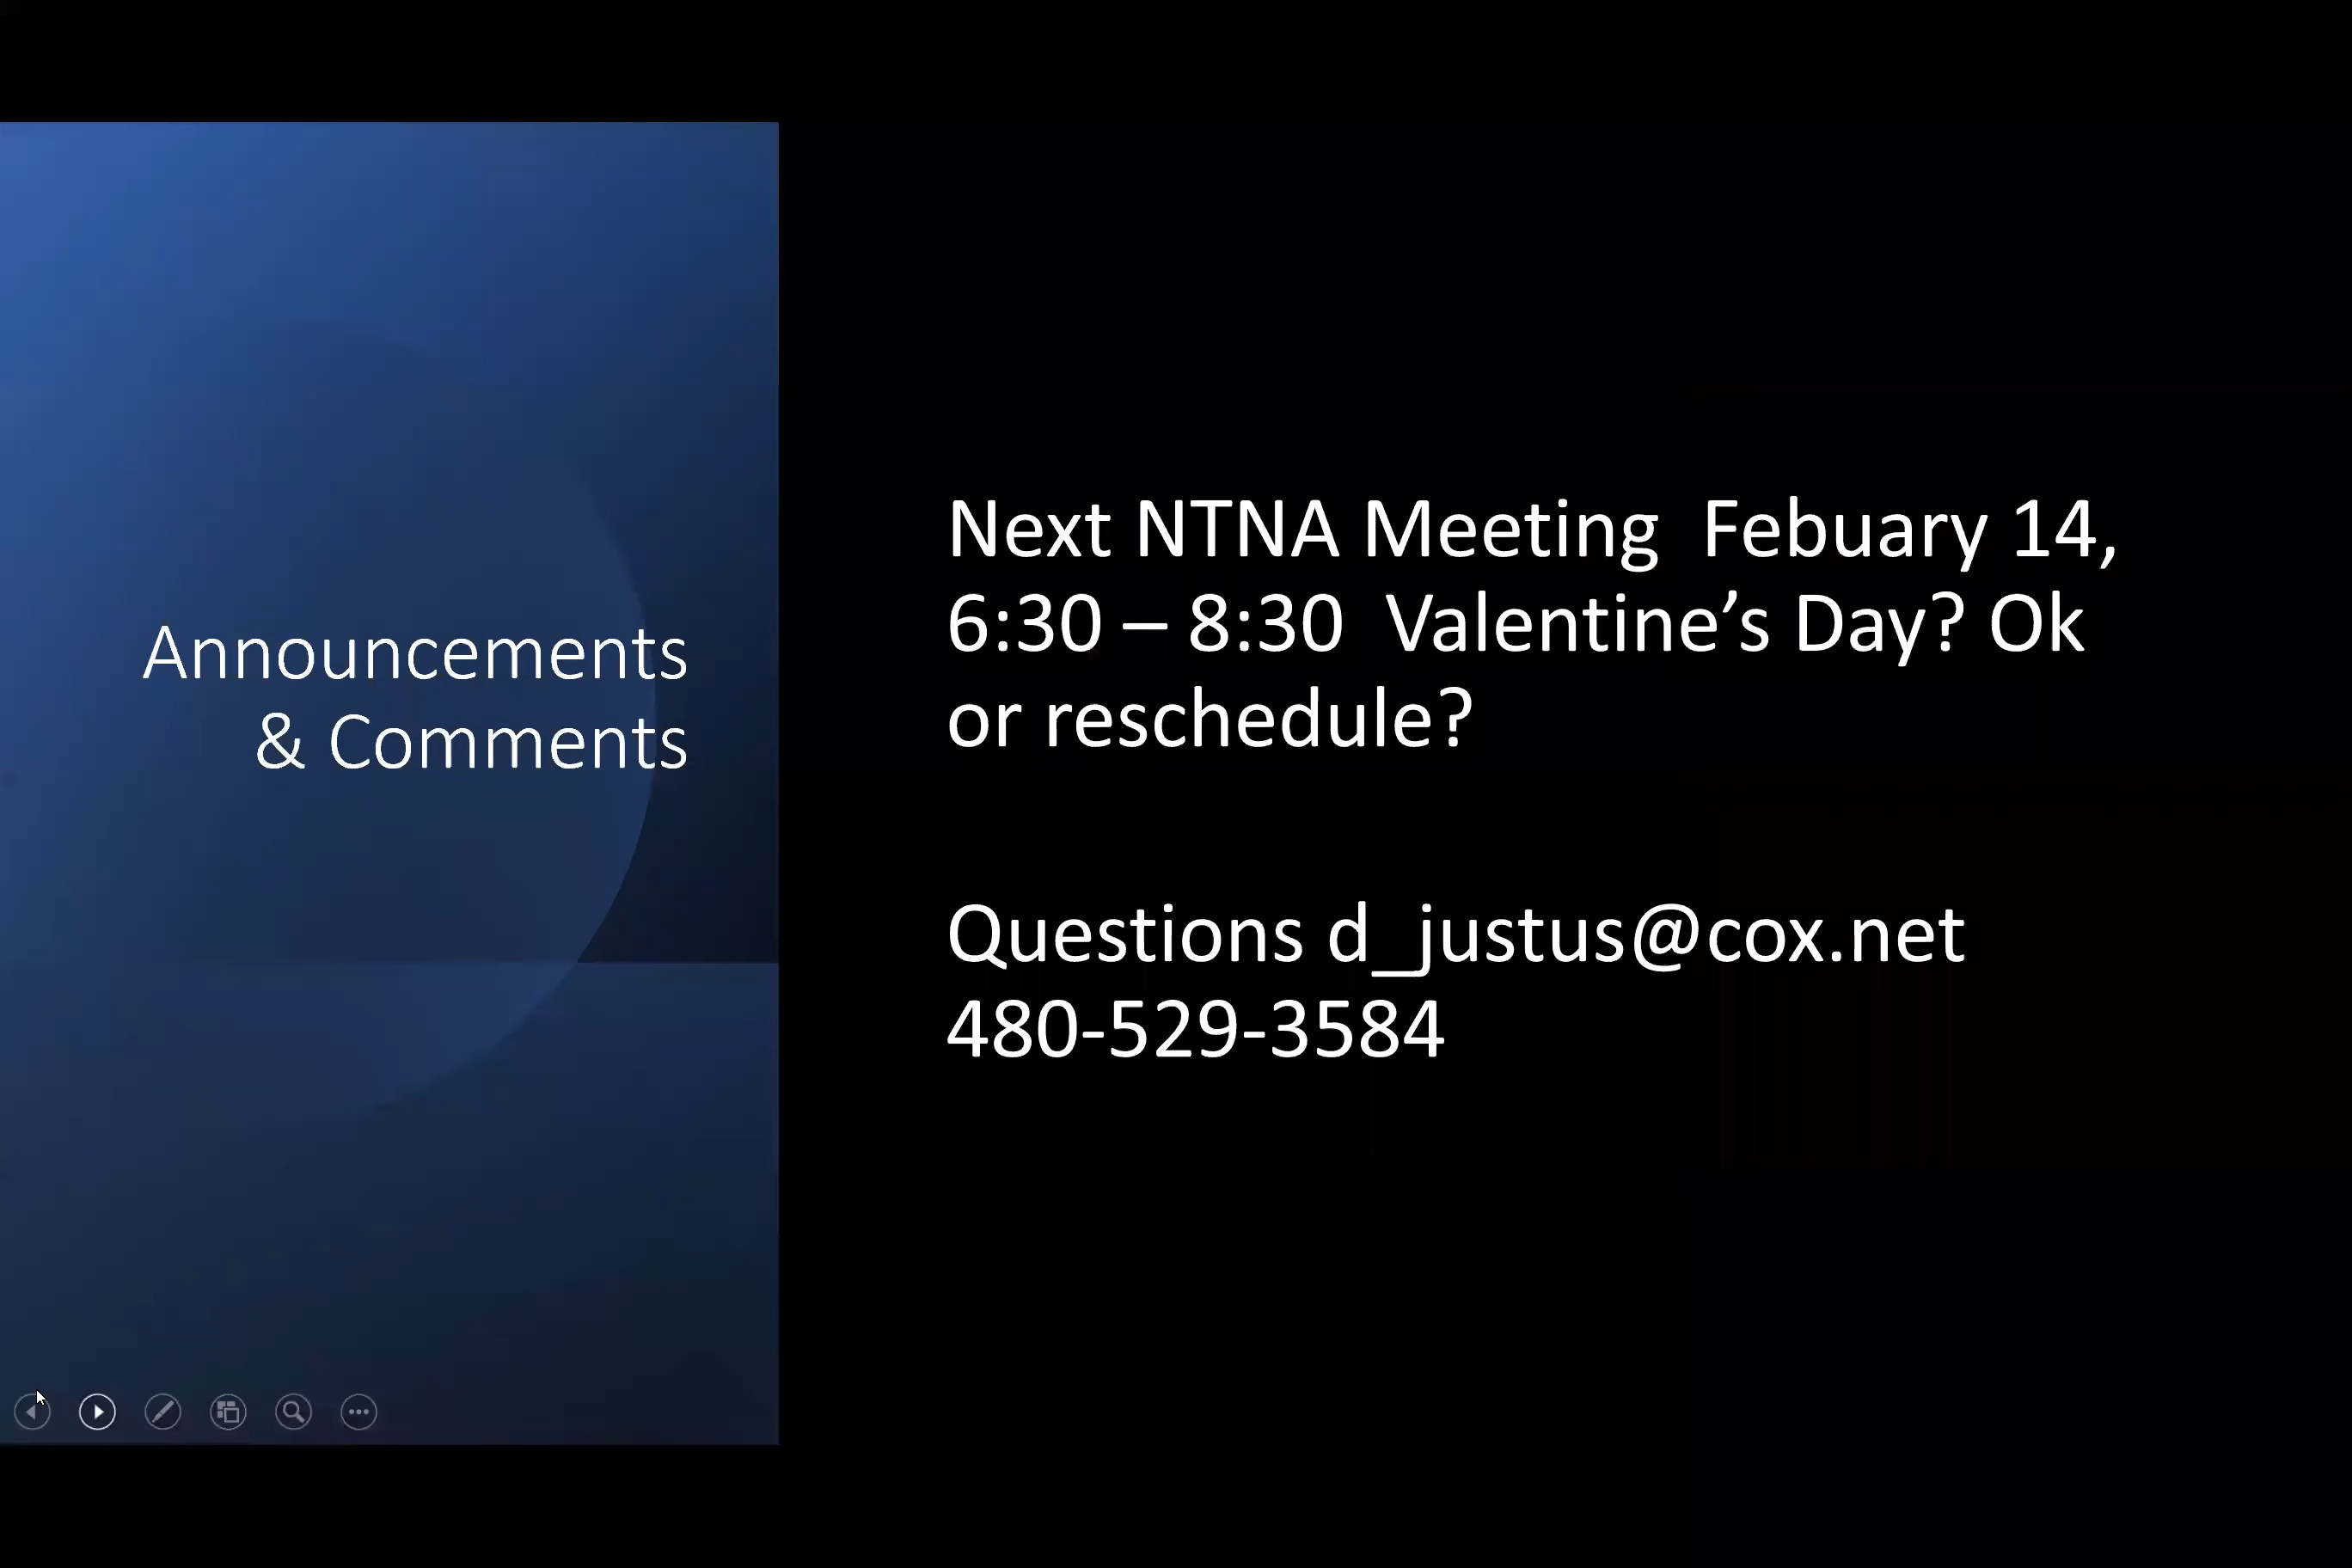 Announcements
& Comments
Next NTNA Meeting  Febuary 14,
6:30 – 8:30  Valentine’s Day? Ok
or reschedule?
Questions d_justus@cox.net
480-529-3584